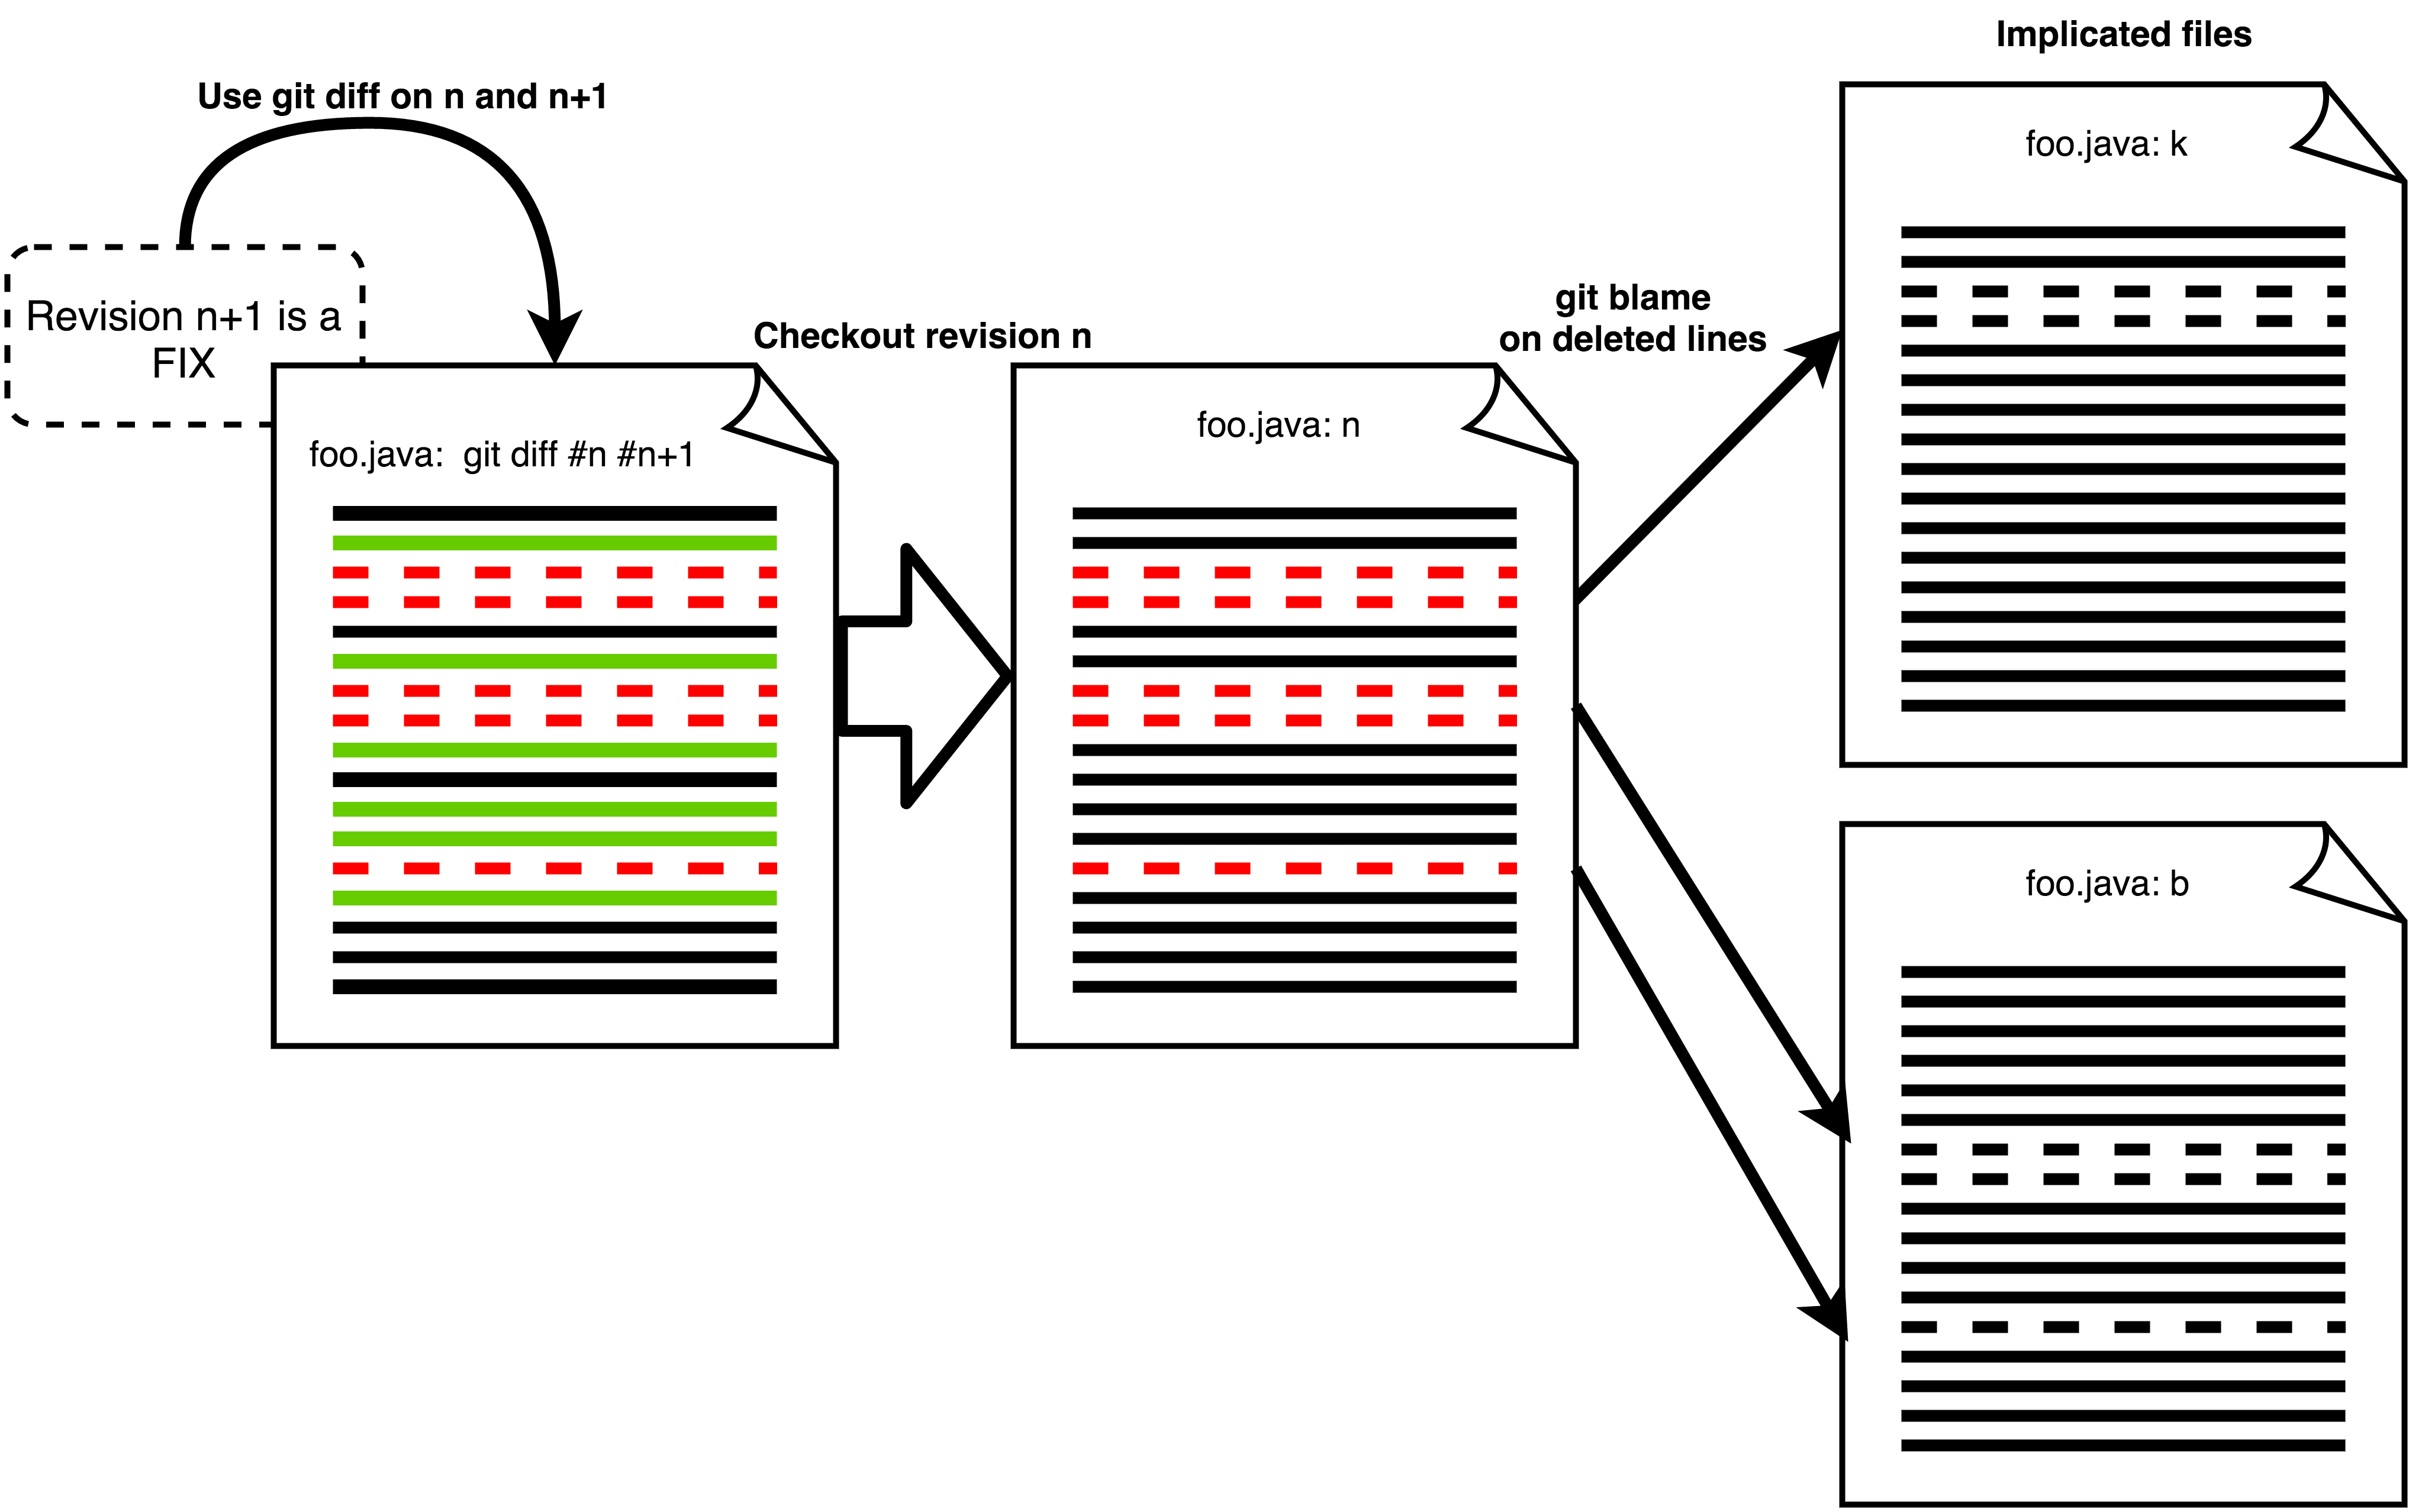 Implicated files
Use git diff on n and n+1
foo.java: k
Revision n+1 is a
FIX
git blame
on deleted lines
Checkout revision n
foo.java: n
foo.java:  git diff #n #n+1
foo.java: b